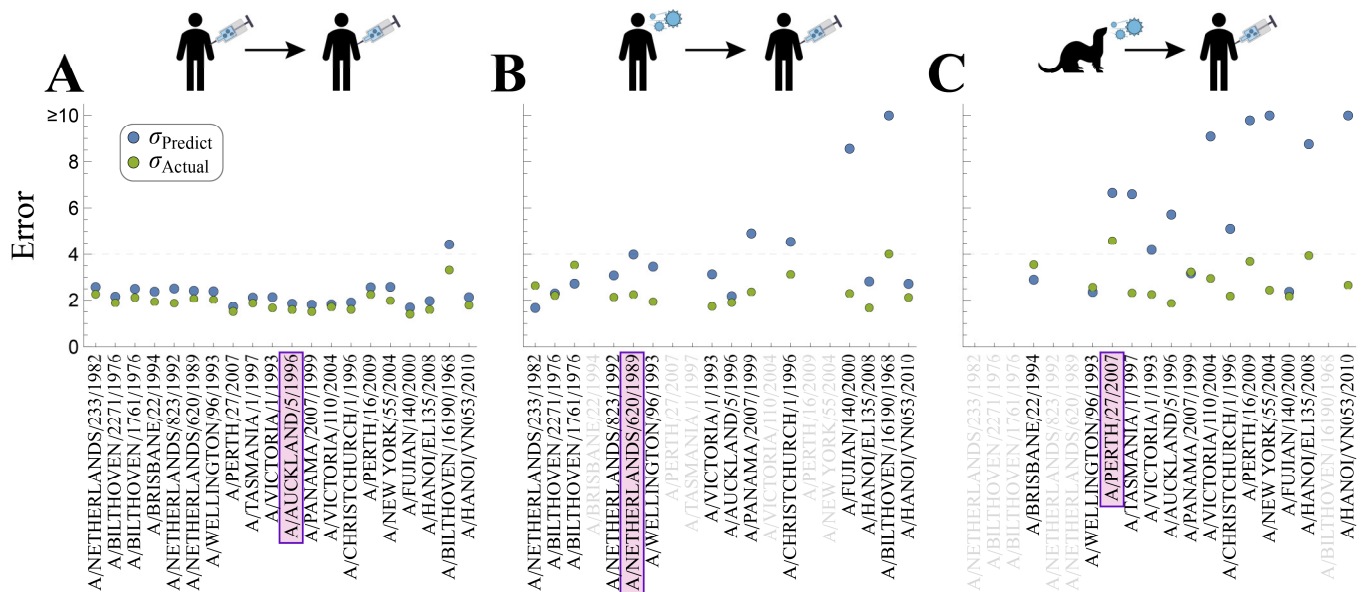 A
B
C
Error
≥10
8
6
4
2
0
σPredict
σActual
A/NETHERLANDS/233/1982
A/BILTHOVEN/2271/1976
A/BILTHOVEN/1761/1976
A/BRISBANE/22/1994
A/NETHERLANDS/823/1992
A/NETHERLANDS/620/1989
A/WELLINGTON/96/1993
A/PERTH/27/2007
A/TASMANIA/1/1997
A/VICTORIA/1/1993
A/AUCKLAND/5/1996
A/PANAMA/2007/1999
A/VICTORIA/110/2004
A/CHRISTCHURCH/1/1996
A/PERTH/16/2009
A/NEW YORK/55/2004
A/FUJIAN/140/2000
A/HANOI/EL135/2008
A/BILTHOVEN/16190/1968
A/HANOI/VN053/2010
A/NETHERLANDS/233/1982
A/BILTHOVEN/2271/1976
A/BILTHOVEN/1761/1976
A/BRISBANE/22/1994
A/NETHERLANDS/823/1992
A/NETHERLANDS/620/1989
A/WELLINGTON/96/1993
A/PERTH/27/2007
A/TASMANIA/1/1997
A/VICTORIA/1/1993
A/AUCKLAND/5/1996
A/PANAMA/2007/1999
A/VICTORIA/110/2004
A/CHRISTCHURCH/1/1996
A/PERTH/16/2009
A/NEW YORK/55/2004
A/FUJIAN/140/2000
A/HANOI/EL135/2008
A/BILTHOVEN/16190/1968
A/HANOI/VN053/2010
A/NETHERLANDS/233/1982
A/BILTHOVEN/2271/1976
A/BILTHOVEN/1761/1976
A/BRISBANE/22/1994
A/NETHERLANDS/823/1992
A/NETHERLANDS/620/1989
A/WELLINGTON/96/1993
A/PERTH/27/2007
A/TASMANIA/1/1997
A/VICTORIA/1/1993
A/AUCKLAND/5/1996
A/PANAMA/2007/1999
A/VICTORIA/110/2004
A/CHRISTCHURCH/1/1996
A/PERTH/16/2009
A/NEW YORK/55/2004
A/FUJIAN/140/2000
A/HANOI/EL135/2008
A/BILTHOVEN/16190/1968
A/HANOI/VN053/2010